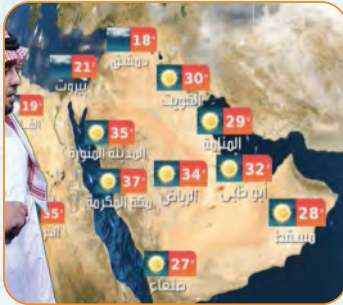 18°
دمشق
21°
بيروت
30°
الكويت
19°
29°
المنامة
35°
المدينة المنورة
32°
أبو ظبي
34°
الرياض
37°
مكة المكرمة
35°
28°
مسقط
27°
صنعاء